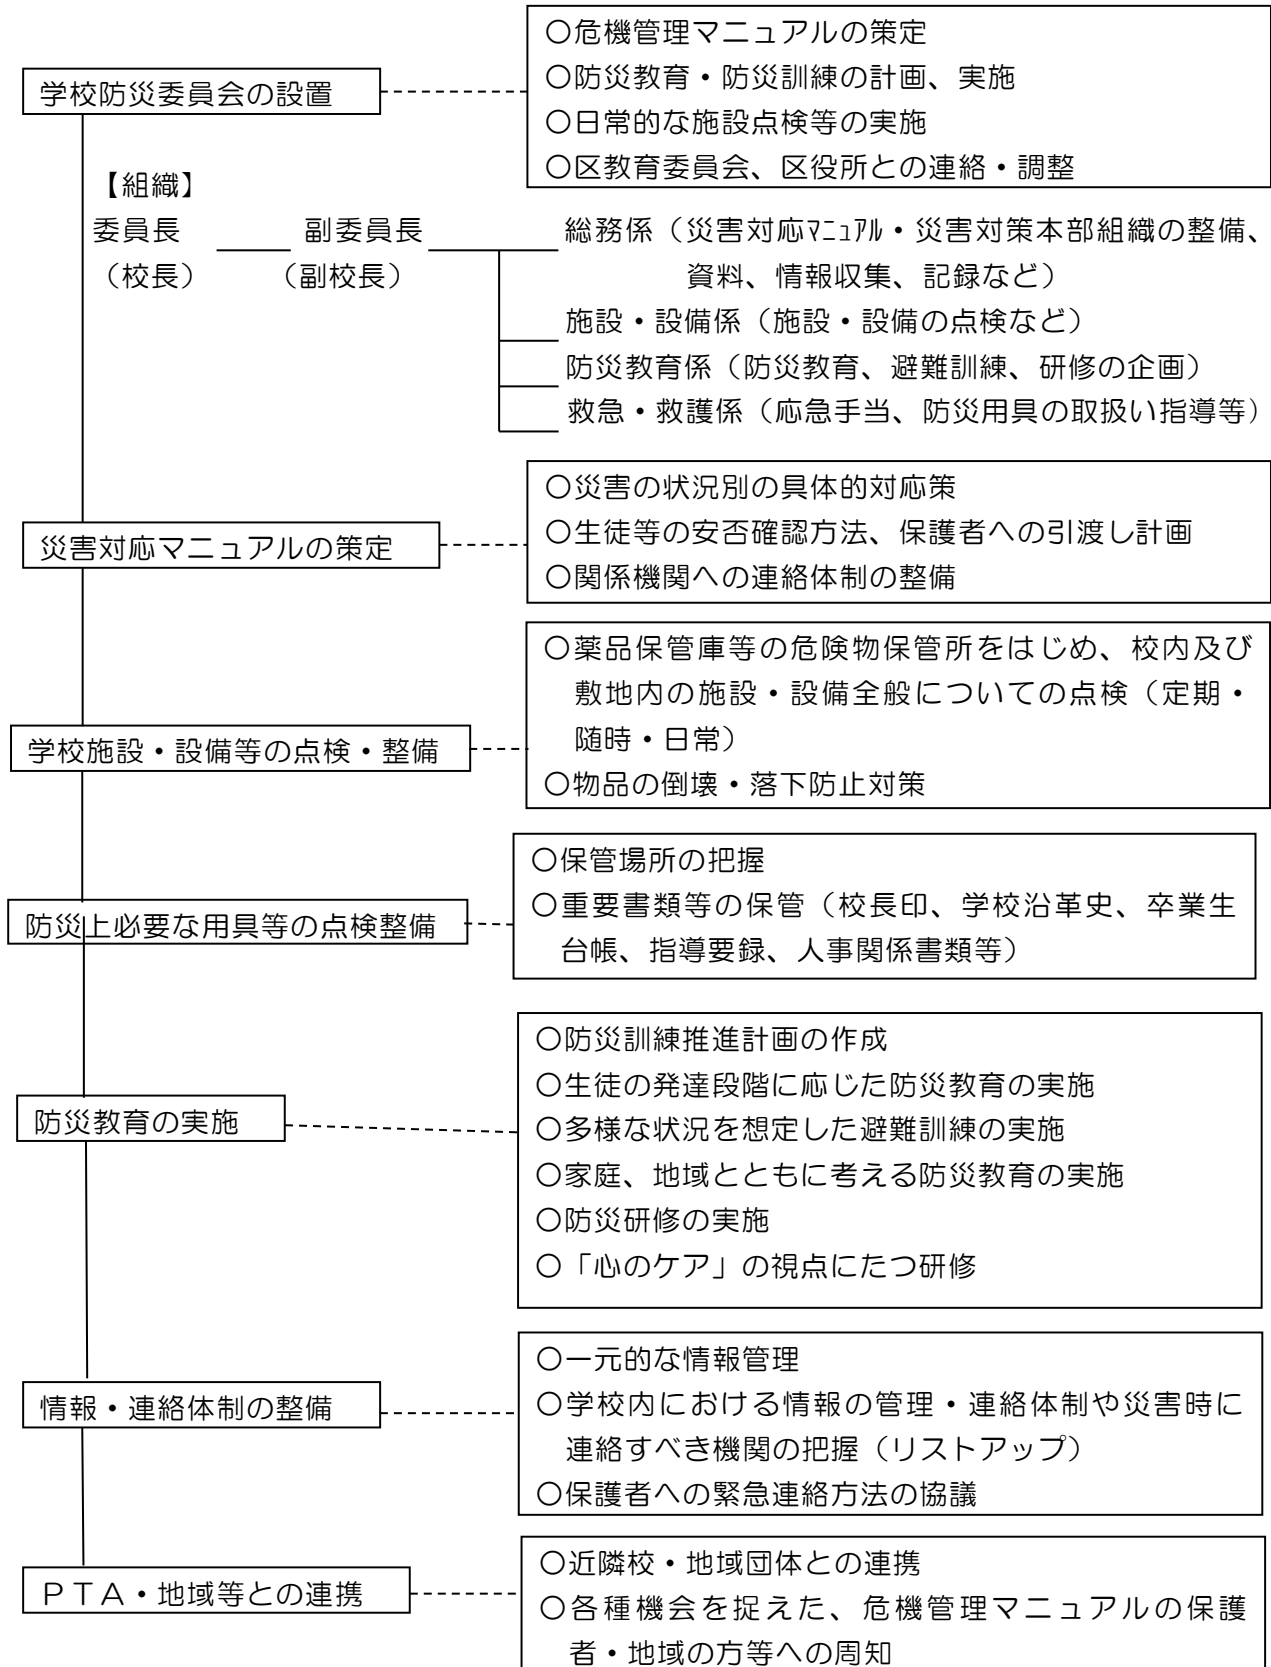 学校防災委員会の設置
〇危機管理マニュアルの策定
〇防災教育・防災訓練の計画、実施
〇日常的な施設点検等の実施
〇区教育委員会、区役所との連絡・調整
【組織】
委員長
（校長）
副委員長
（副校長）
総務係（災害対応ﾏﾆｭｱﾙ・災害対策本部組織の整備、
資料、情報収集、記録など）
施設・設備係（施設・設備の点検など）
防災教育係（防災教育、避難訓練、研修の企画）
救急・救護係（応急手当、防災用具の取扱い指導等）
災害対応マニュアルの策定
〇災害の状況別の具体的対応策
〇生徒等の安否確認方法、保護者への引渡し計画
〇関係機関への連絡体制の整備
学校施設・設備等の点検・整備
〇薬品保管庫等の危険物保管所をはじめ、校内及び
敷地内の施設・設備全般についての点検（定期・
随時・日常）
〇物品の倒壊・落下防止対策
防災上必要な用具等の点検整備
〇保管場所の把握
〇重要書類等の保管（校長印、学校沿革史、卒業生
台帳、指導要録、人事関係書類等）
防災教育の実施
〇防災訓練推進計画の作成
〇生徒の発達段階に応じた防災教育の実施
〇多様な状況を想定した避難訓練の実施
〇家庭、地域とともに考える防災教育の実施
〇防災研修の実施
〇「心のケア」の視点にたつ研修
情報・連絡体制の整備
〇一元的な情報管理
〇学校内における情報の管理・連絡体制や災害時に
連絡すべき機関の把握（リストアップ）
〇保護者への緊急連絡方法の協議
ＰＴＡ・地域等との連携
〇近隣校・地域団体との連携
〇各種機会を捉えた、危機管理マニュアルの保護
者・地域の方等への周知